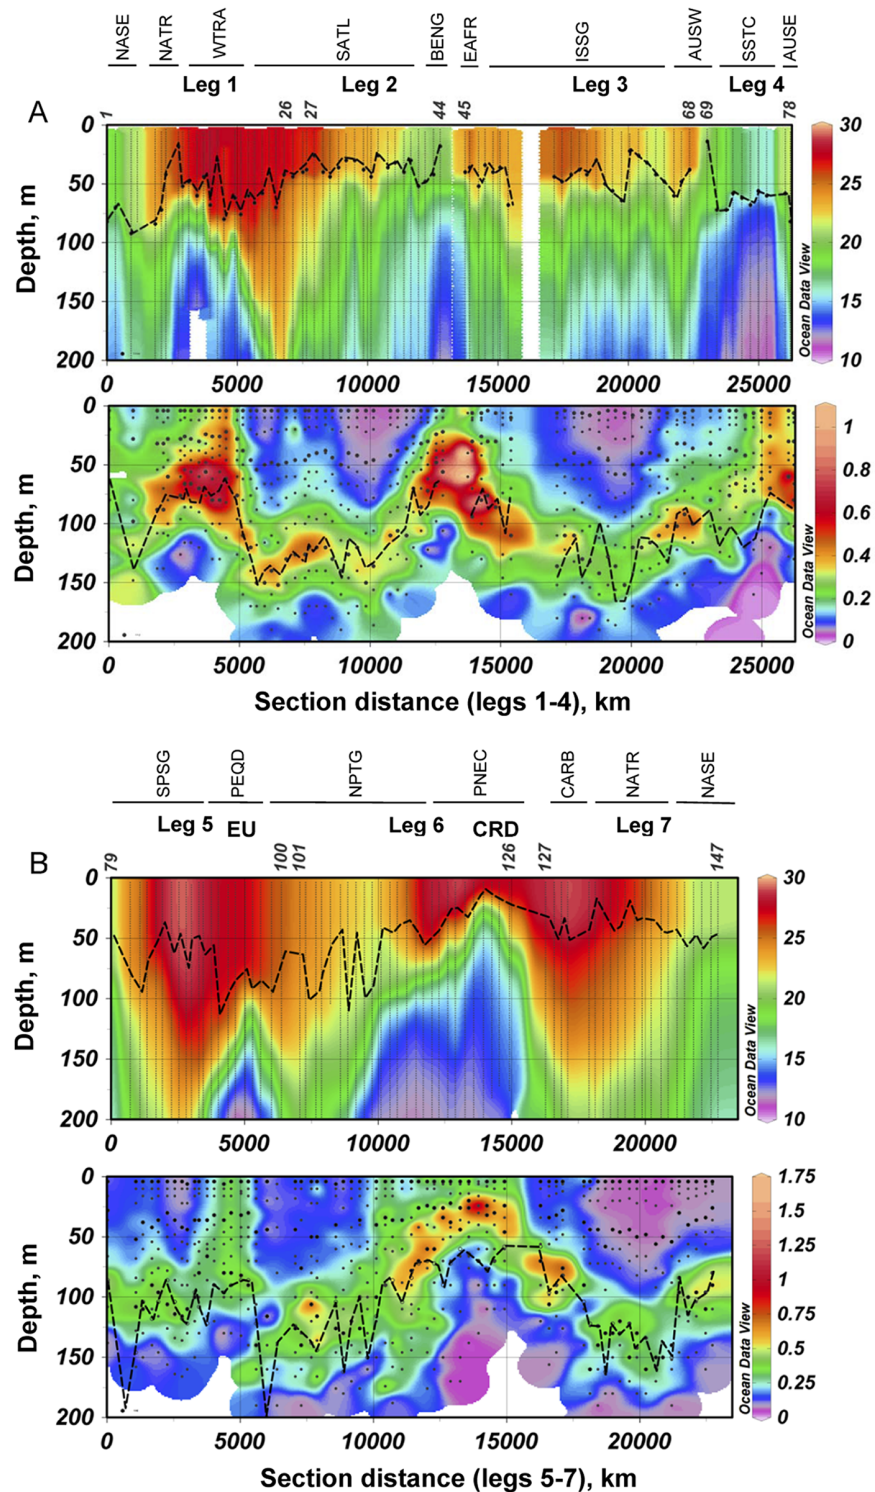 NASE NATR WTRA SATL BENG EAFR ISSG AUSW SSTC AUSE
Leg 1 Leg 2 Leg 3 Leg 4
A 1 26 27 44 45 68 69 78
Depth, m
0
50
100
150
200
0 5000 10000 15000 20000 25000
Ocean Data View
30
25
20
15
10
Depth, m
0
50
100
150
200
0 5000 10000 15000 20000 25000
Ocean Data View
1
0.8
0.6
0.4
0.2
0
Section distance (legs 1-4), km
SPSG PEQD NPTG PNEC CARB NATR NASE
Leg 5 EU Leg 6 CRD Leg 7
B 79 100 101 126 127 147
Depth, m
0
50
100
150
200
0 5000 10000 15000 20000
Ocean Data View
30
25
20
15
10
Depth, m
0
50
100
150
200
0 5000 10000 15000 20000
Ocean Data View
1.75
1.5
1.25
1
0.75
0.5
0.25
0
Section distance (legs 5-7), km